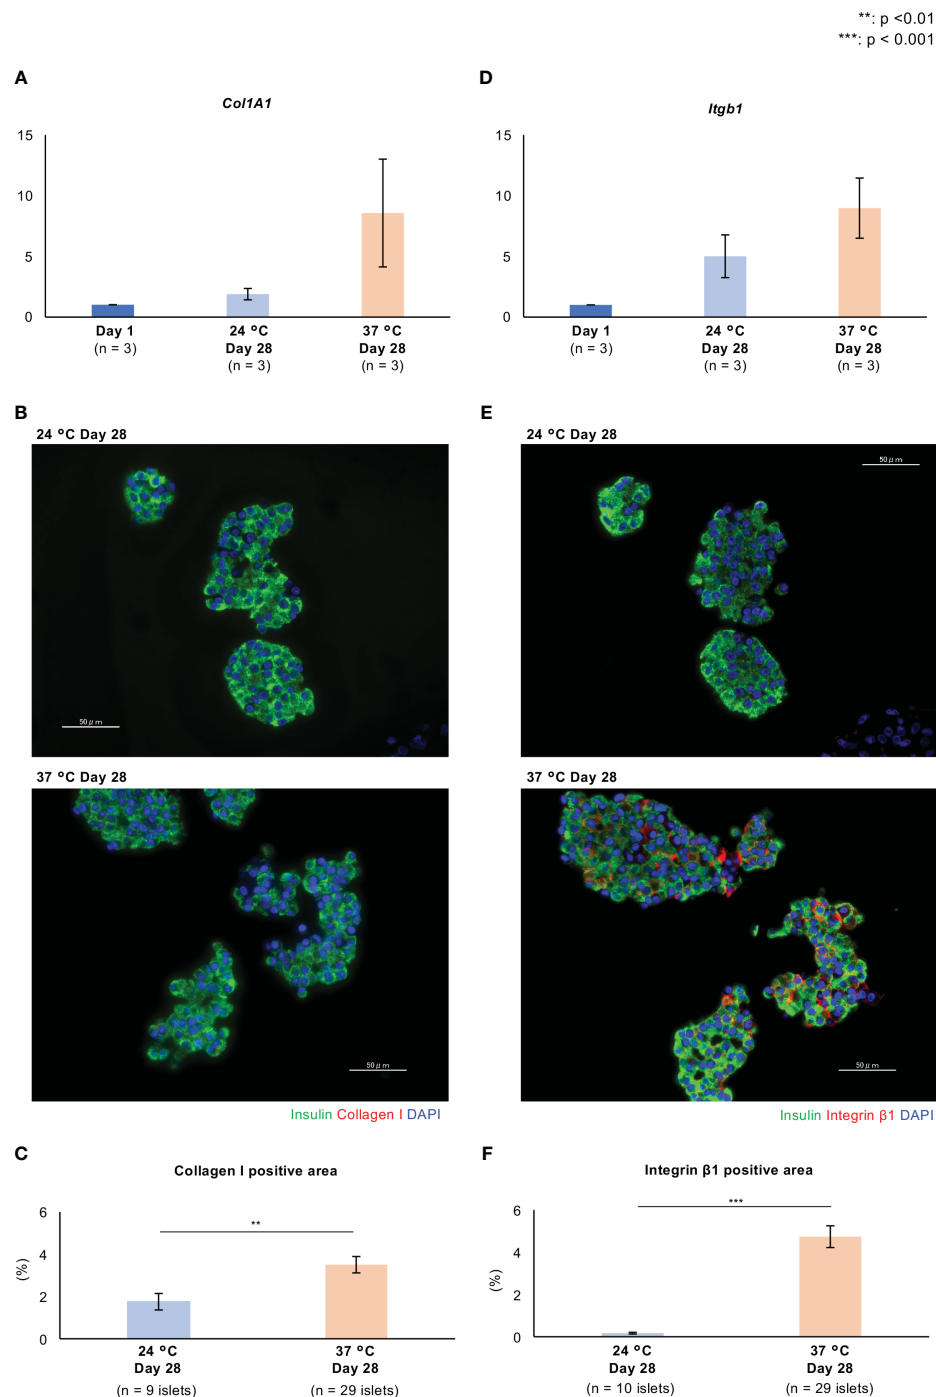 **: p <0.01
***: p < 0.001
A
Col1A1
15
10
5
0
Day 1
(n = 3)
24 °C
Day 28
(n = 3)
37 °C
Day 28
(n = 3)
D
Itgb1
15
10
5
0
Day 1
(n = 3)
24 °C
Day 28
(n = 3)
37 °C
Day 28
(n = 3)
B
24 °C Day 28
50 μm
37 °C Day 28
50 μm
Insulin Collagen I DAPI
E
24 °C Day 28
50 μm
37 °C Day 28
50 μm
Insulin Integrin β1 DAPI
C
Collagen I positive area
(%)
6
4
2
0
**
24 °C
Day 28
(n = 9 islets)
37 °C
Day 28
(n = 29 islets)
F
Integrin β1 positive area
(%)
6
4
2
0
***
24 °C
Day 28
(n = 10 islets)
37 °C
Day 28
(n = 29 islets)